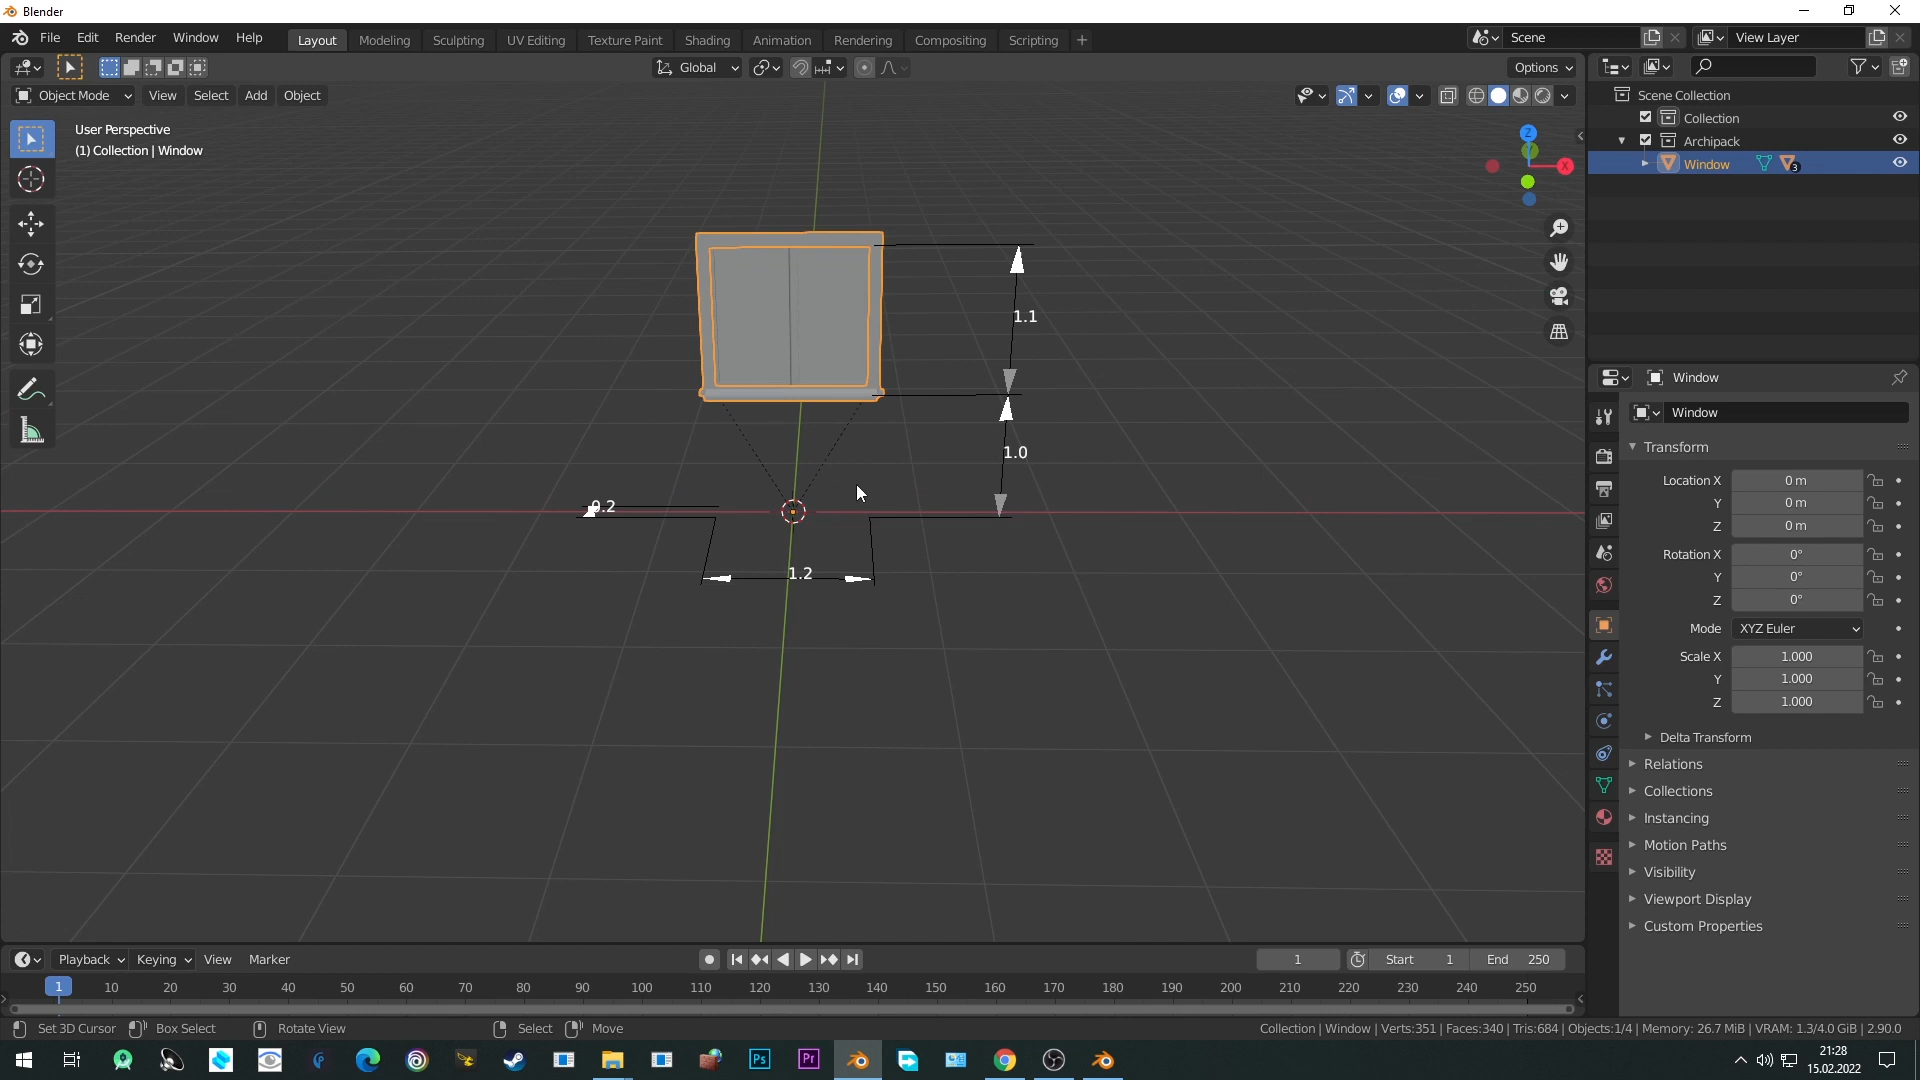 Blender
File Edit Render Window Help
Layout Modeling Sculpting UV Editing Texture Paint Shading Animation Rendering Compositing Scripting +
Scene
View Layer
Global
Options
Object Mode View Select Add Object
User Perspective
(1) Collection | Window
Z
X
Y
1.1
1.0
0.2
1.2
Scene Collection
Collection
Archipack
Window 3
Window
Window
Transform
Location X 0 m
Y 0 m
Z 0 m
Rotation X 0°
Y 0°
Z 0°
Mode XYZ Euler
Scale X 1.000
Y 1.000
Z 1.000
Delta Transform
Relations
Collections
Instancing
Motion Paths
Visibility
Viewport Display
Custom Properties
Playback Keying View Marker
1 Start 1 End 250
1 10 20 30 40 50 60 70 80 90 100 110 120 130 140 150 160 170 180 190 200 210 220 230 240 250
Set 3D Cursor Box Select Rotate View Select Move
Collection | Window | Verts:351 | Faces:340 | Tris:684 | Objects:1/4 | Memory: 26.7 MiB | VRAM: 1.3/4.0 GiB | 2.90.0
Ps Pr
21:28
15.02.2022